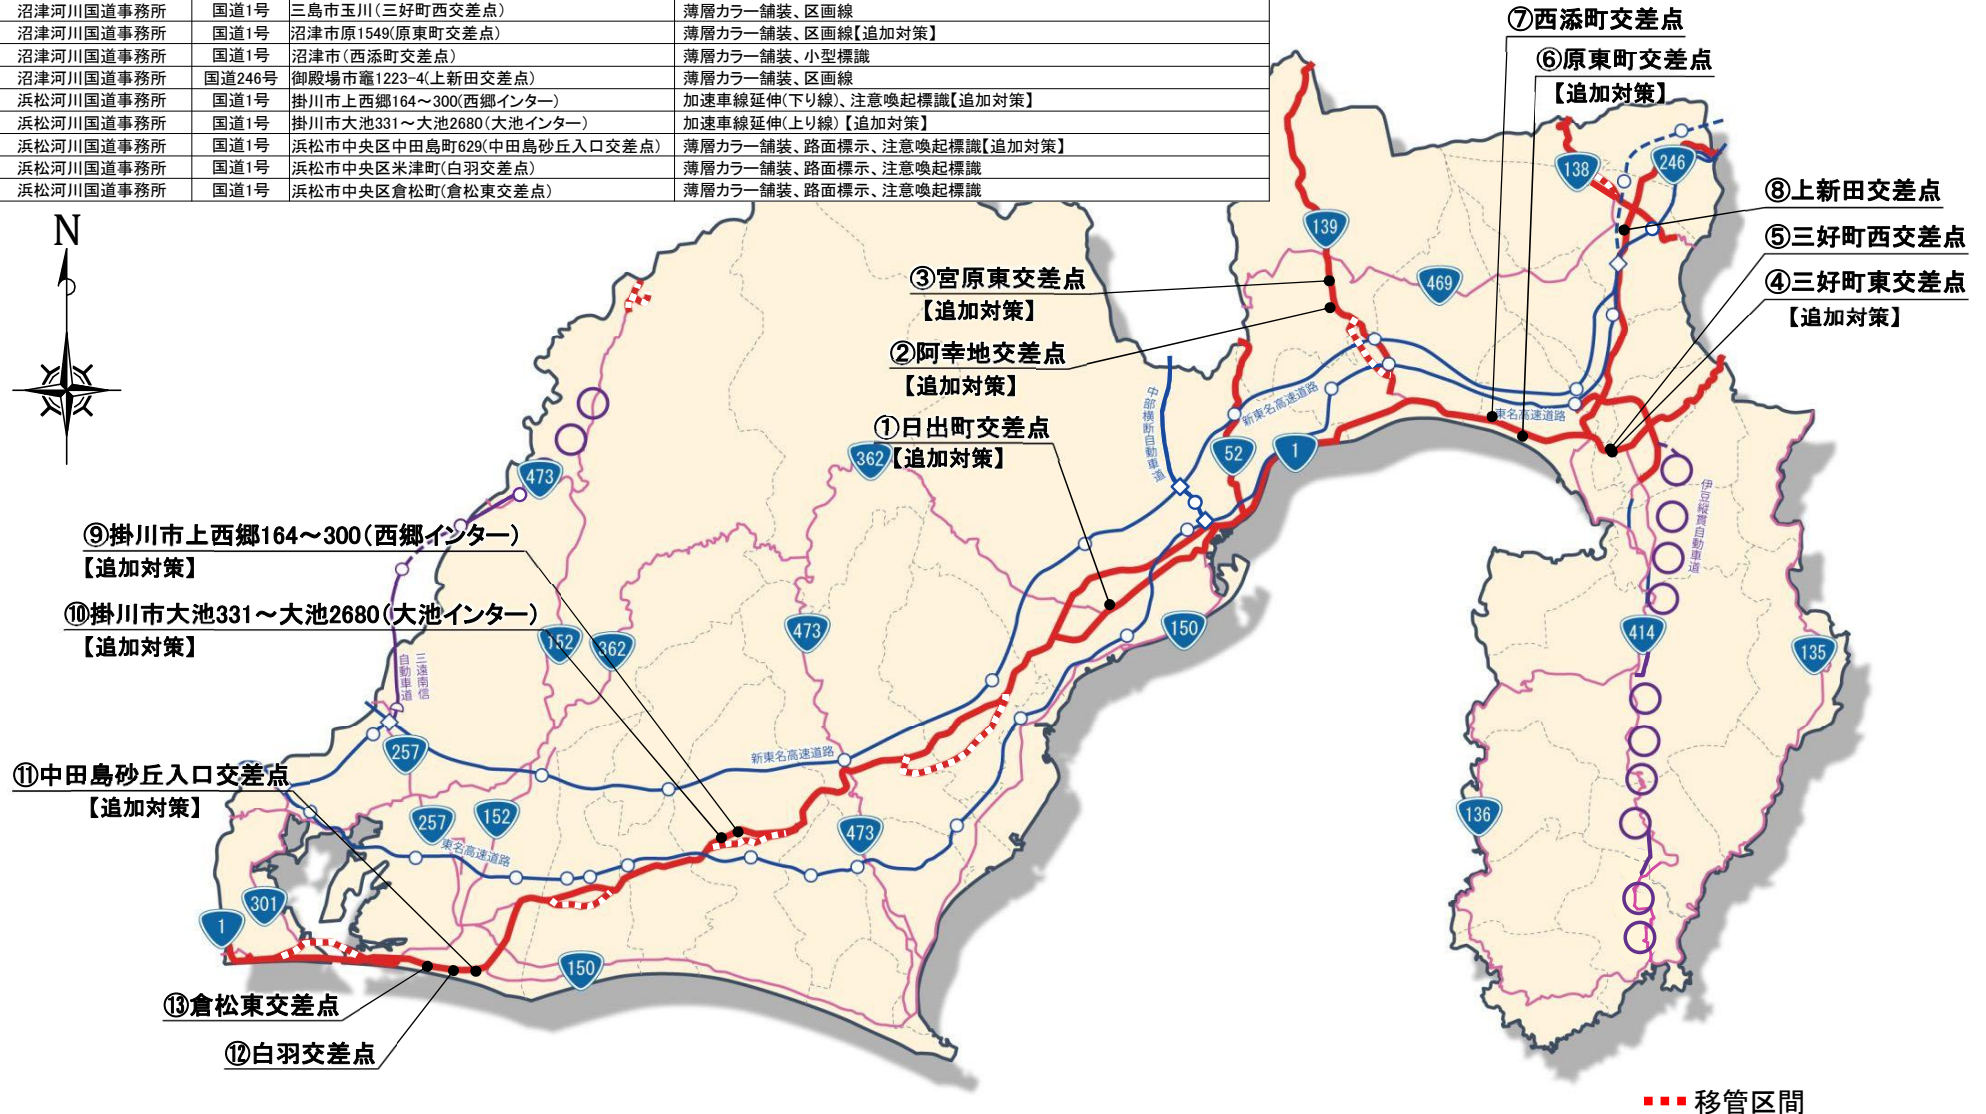 沼津河川国道事務所 国道1号 三島市玉川(三好町西交差点) 薄層カラー舗装、区画線
沼津河川国道事務所 国道1号 沼津市原1549(原東町交差点) 薄層カラー舗装、区画線【追加対策】
沼津河川国道事務所 国道1号 沼津市(西添町交差点) 薄層カラー舗装、小型標識
沼津河川国道事務所 国道246号 御殿場市竈1223-4(上新田交差点) 薄層カラー舗装、区画線
浜松河川国道事務所 国道1号 掛川市上西郷164～300(西郷インター) 加速車線延伸(下り線)、注意喚起標識【追加対策】
浜松河川国道事務所 国道1号 掛川市大池331～大池2680(大池インター) 加速車線延伸(上り線)【追加対策】
浜松河川国道事務所 国道1号 浜松市中央区中田島町629(中田島砂丘入口交差点) 薄層カラー舗装、路面標示、注意喚起標識【追加対策】
浜松河川国道事務所 国道1号 浜松市中央区米津町(白羽交差点) 薄層カラー舗装、路面標示、注意喚起標識
浜松河川国道事務所 国道1号 浜松市中央区倉松町(倉松東交差点) 薄層カラー舗装、路面標示、注意喚起標識
⑦西添町交差点
⑥原東町交差点
【追加対策】
138
246
⑧上新田交差点
N
139
⑤三好町西交差点
③宮原東交差点
【追加対策】
469
④三好町東交差点
【追加対策】
②阿幸地交差点
【追加対策】
中部横断自動車道
新東名高速道路
東名高速道路
①日出町交差点
【追加対策】
362
52
1
473
伊豆縦貫自動車道
⑨掛川市上西郷164～300(西郷インター)
【追加対策】
⑩掛川市大池331～大池2680(大池インター)
【追加対策】
152
362
473
150
414
135
三遠南信
自動車道
257
新東名高速道路
⑪中田島砂丘入口交差点
【追加対策】
257
152
473
136
東名高速道路
301
1
150
⑬倉松東交差点
⑫白羽交差点
移管区間